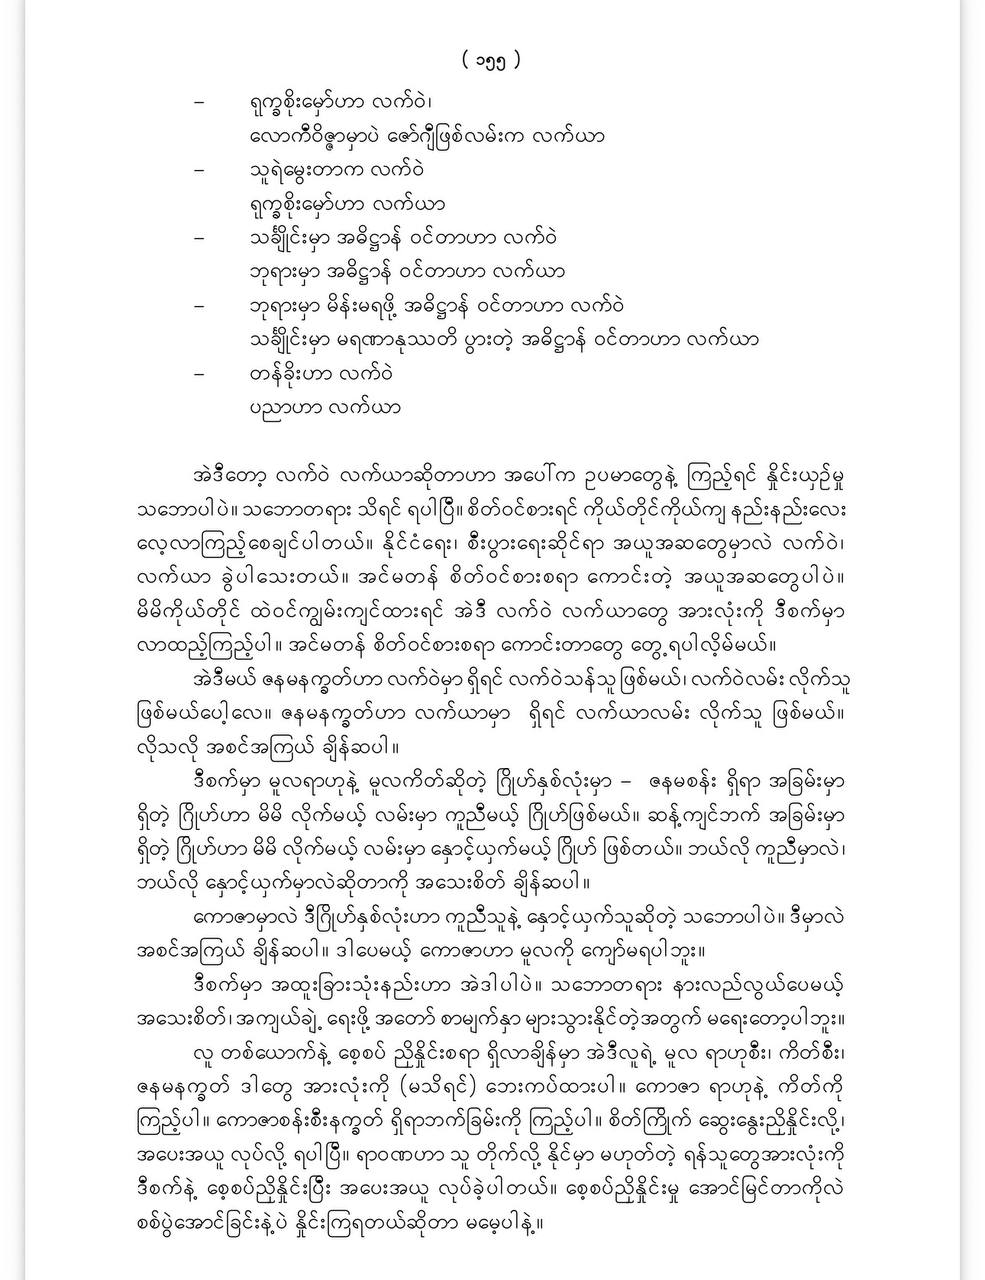 ( ၁၅၅ )
– ရုက္ခစိုးမှော်ဟာ လက်ဝဲ၊
လောကီဝိဇ္ဇာမှာပဲ ဇော်ဂျီဖြစ်လမ်းက လက်ယာ
– သူရဲမွေးတာက လက်ဝဲ
ရုက္ခစိုးမှော်ဟာ လက်ယာ
– သင်္ချိုင်းမှာ အဓိဋ္ဌာန် ဝင်တာဟာ လက်ဝဲ
ဘုရားမှာ အဓိဋ္ဌာန် ဝင်တာဟာ လက်ယာ
– ဘုရားမှာ မိန်းမရဖို့ အဓိဋ္ဌာန် ဝင်တာဟာ လက်ဝဲ
သင်္ချိုင်းမှာ မရဏာနုဿတိ ပွားတဲ့ အဓိဋ္ဌာန် ဝင်တာဟာ လက်ယာ
– တန်ခိုးဟာ လက်ဝဲ
ပညာဟာ လက်ယာ
အဲဒီတော့ လက်ဝဲ လက်ယာဆိုတာဟာ အပေါ်က ဥပမာတွေနဲ့ ကြည့်ရင် နှိုင်းယှဉ်မှု
သဘောပါပဲ။ သဘောတရား သိရင် ရပါပြီ။ စိတ်ဝင်စားရင် ကိုယ်တိုင်ကိုယ်ကျ နည်းနည်းလေး
လေ့လာကြည့်စေချင်ပါတယ်။ နိုင်ငံရေး၊ စီးပွားရေးဆိုင်ရာ အယူအဆတွေမှာလဲ လက်ဝဲ၊
လက်ယာ ခွဲပါသေးတယ်။ အင်မတန် စိတ်ဝင်စားစရာ ကောင်းတဲ့ အယူအဆတွေပါပဲ။
မိမိကိုယ်တိုင် ထဲဝင်ကျွမ်းကျင်ထားရင် အဲဒီ လက်ဝဲ လက်ယာတွေ အားလုံးကို ဒီစက်မှာ
လာထည့်ကြည့်ပါ။ အင်မတန် စိတ်ဝင်စားစရာ ကောင်းတာတွေ တွေ့ရပါလိမ့်မယ်။
အဲဒီမယ် ဇနမနက္ခတ်ဟာ လက်ဝဲမှာ ရှိရင် လက်ဝဲသန်သူ ဖြစ်မယ်၊ လက်ဝဲလမ်း လိုက်သူ
ဖြစ်မယ်ပေါ့လေ။ ဇနမနက္ခတ်ဟာ လက်ယာမှာ ရှိရင် လက်ယာလမ်း လိုက်သူ ဖြစ်မယ်။
လိုသလို အစင်အကြယ် ချိန်ဆပါ။
ဒီစက်မှာ မူလရာဟုနဲ့ မူလကိတ်ဆိုတဲ့ ဂြိုဟ်နှစ်လုံးမှာ – ဇနမစန်း ရှိရာ အခြမ်းမှာ
ရှိတဲ့ ဂြိုဟ်ဟာ မိမိ လိုက်မယ့် လမ်းမှာ ကူညီမယ့် ဂြိုဟ်ဖြစ်မယ်။ ဆန့်ကျင်ဘက် အခြမ်းမှာ
ရှိတဲ့ ဂြိုဟ်ဟာ မိမိ လိုက်မယ့် လမ်းမှာ နှောင့်ယှက်မယ့် ဂြိုဟ် ဖြစ်တယ်။ ဘယ်လို ကူညီမှာလဲ၊
ဘယ်လို နှောင့်ယှက်မှာလဲဆိုတာကို အသေးစိတ် ချိန်ဆပါ။
ကောဇာမှာလဲ ဒီဂြိုဟ်နှစ်လုံးဟာ ကူညီသူနဲ့ နှောင့်ယှက်သူဆိုတဲ့ သဘောပါပဲ။ ဒီမှာလဲ
အစင်အကြယ် ချိန်ဆပါ။ ဒါပေမယ့် ကောဇာဟာ မူလကို ကျော်မရပါဘူး။
ဒီစက်မှာ အထူးခြားသုံးနည်းဟာ အဲဒါပါပဲ။ သဘောတရား နားလည်လွယ်ပေမယ့်
အသေးစိတ်၊ အကျယ်ချဲ့ ရေးဖို့ အတော် စာမျက်နှာ များသွားနိုင်တဲ့အတွက် မရေးတော့ပါဘူး။
လူ တစ်ယောက်နဲ့ စေ့စပ် ညှိနှိုင်းစရာ ရှိလာချိန်မှာ အဲဒီလူရဲ့ မူလ ရာဟုစီး၊ ကိတ်စီး၊
ဇနမနက္ခတ် ဒါတွေ အားလုံးကို (မသိရင်) ဘေးကပ်ထားပါ။ ကောဇာ ရာဟုနဲ့ ကိတ်ကို
ကြည့်ပါ။ ကောဇာစန်းစီးနက္ခတ် ရှိရာဘက်ခြမ်းကို ကြည့်ပါ။ စိတ်ကြိုက် ဆွေးနွေးညှိနှိုင်းလို့၊
အပေးအယူ လုပ်လို့ ရပါပြီ။ ရာဝဏဟာ သူ တိုက်လို့ နိုင်မှာ မဟုတ်တဲ့ ရန်သူတွေအားလုံးကို
ဒီစက်နဲ့ စေ့စပ်ညှိနှိုင်းပြီး အပေးအယူ လုပ်ခဲ့ပါတယ်။ စေ့စပ်ညှိနှိုင်းမှု အောင်မြင်တာကိုလဲ
စစ်ပွဲအောင်ခြင်းနဲ့ပဲ နှိုင်းကြရတယ်ဆိုတာ မမေ့ပါနဲ့။